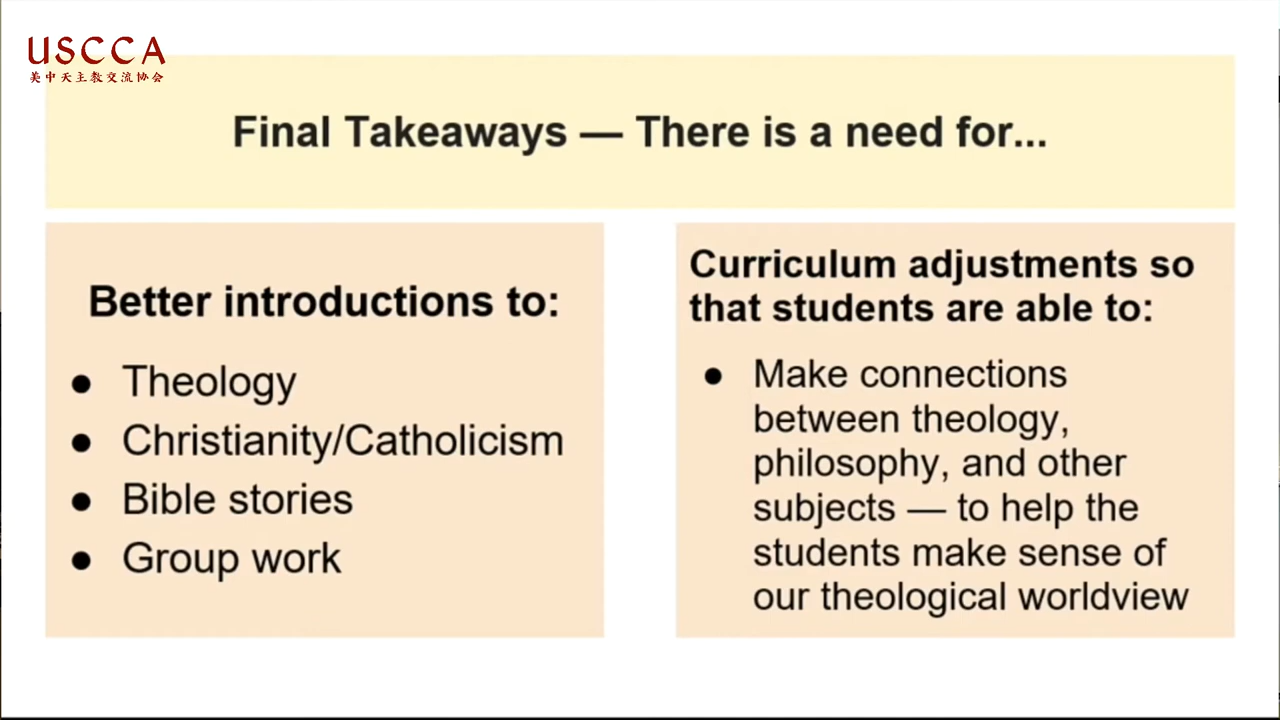 USCCA
美中天主教交流协会
Final Takeaways — There is a need for...
Better introductions to:
● Theology
● Christianity/Catholicism
● Bible stories
● Group work
Curriculum adjustments so
that students are able to:
● Make connections
between theology,
philosophy, and other
subjects — to help the
students make sense of
our theological worldview